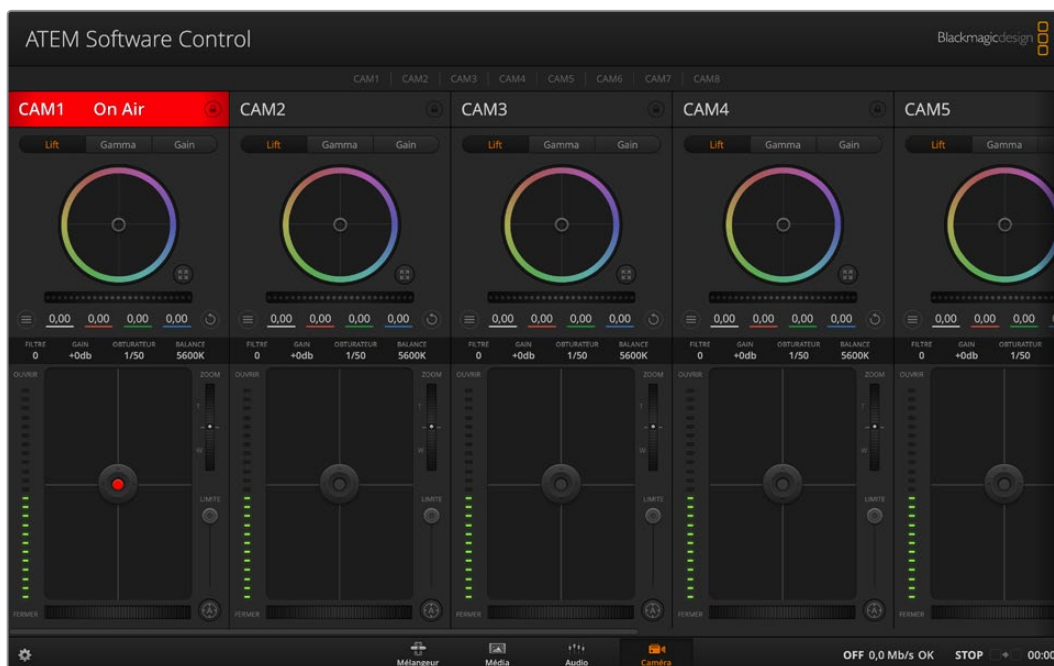 ATEM Software Control
Blackmagicdesign
CAM1 CAM2 CAM3 CAM4 CAM5 CAM6 CAM7 CAM8
CAM1 On Air CAM2 CAM3 CAM4 CAM5
Lift Gamma Gain Lift Gamma Gain Lift Gamma Gain Lift Gamma Gain Lift Gamma
0,00 0,00 0,00 0,00 0,00 0,00 0,00 0,00 0,00 0,00 0,00 0,00 0,00 0,00 0,00 0,00 0,00 0,00 0,00
FILTRE GAIN OBTURATEUR BALANCE FILTRE GAIN OBTURATEUR BALANCE FILTRE GAIN OBTURATEUR BALANCE FILTRE GAIN OBTURATEUR BALANCE FILTRE GAIN OBTURATEUR
0 +0db 1/50 5600K 0 +0db 1/50 5600K 0 +0db 1/50 5600K 0 +0db 1/50 5600K 0 +0db 1/50
OUVRIR ZOOM OUVRIR ZOOM OUVRIR ZOOM OUVRIR ZOOM OUVRIR
T T T T
W W W W
LIMITE LIMITE LIMITE LIMITE
FERMER FERMER FERMER FERMER FERMER
Mélangeur Média Audio Caméra
OFF 0,0 Mb/s OK STOP 00:00